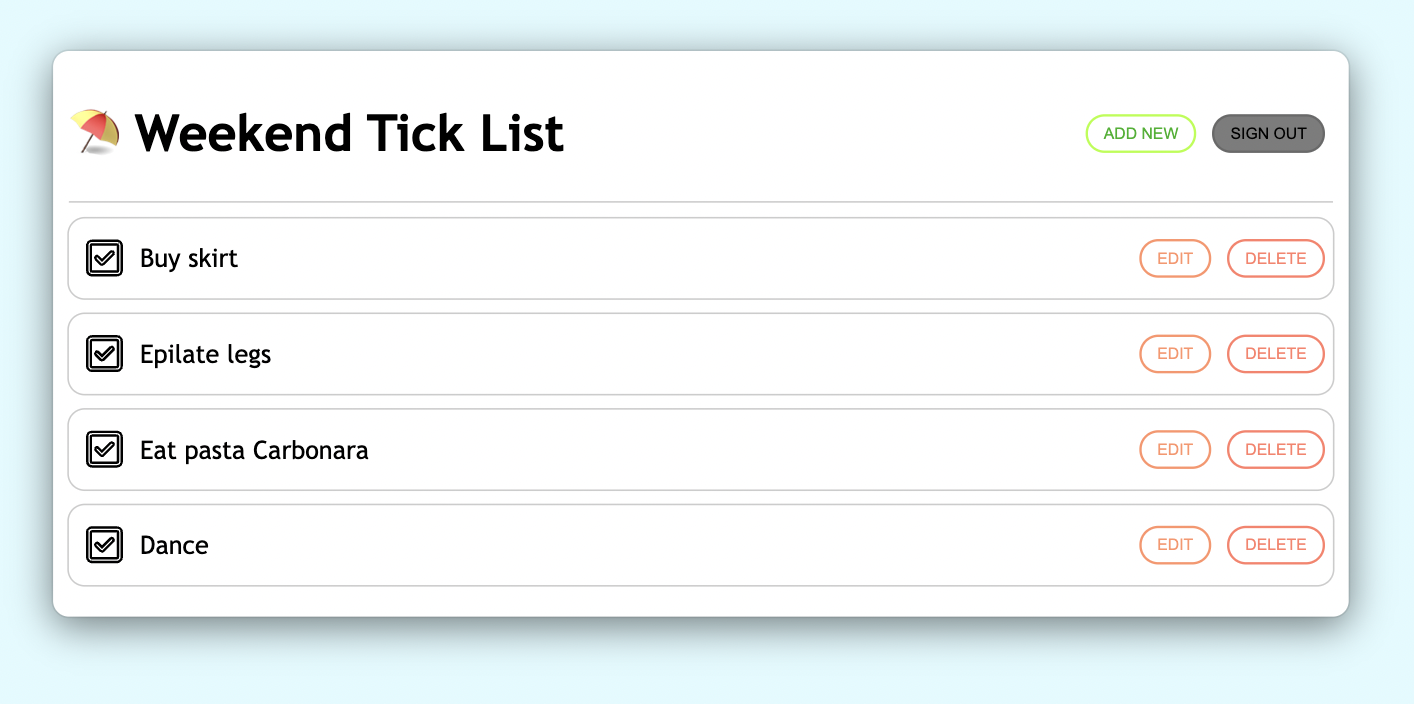 Weekend Tick List
ADD NEW SIGN OUT
Buy skirt EDIT DELETE
Epilate legs EDIT DELETE
Eat pasta Carbonara EDIT DELETE
Dance EDIT DELETE